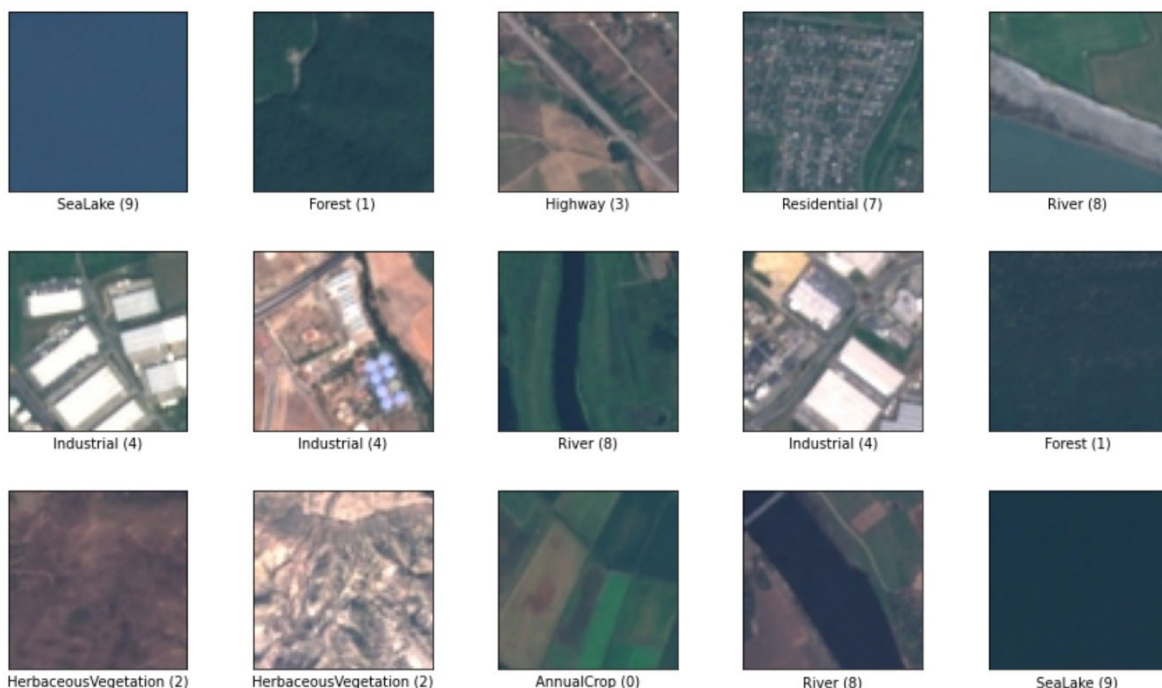 SeaLake (9)
Forest (1)
Highway (3)
Residential (7)
River (8)
Industrial (4)
Industrial (4)
River (8)
Industrial (4)
Forest (1)
HerbaceousVegetation (2)
HerbaceousVegetation (2)
AnnualCrop (0)
River (8)
SeaLake (9)